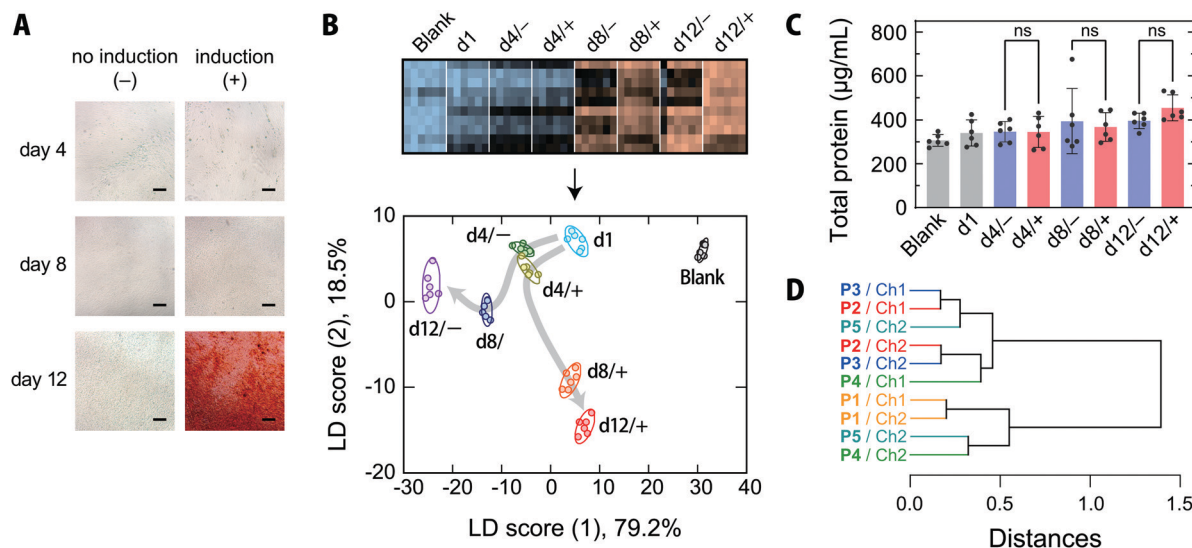 A
no induction
(−)
induction
(+)
day 4
day 8
day 12
B
Blank
d1
d4/−
d4/+
d8/−
d8/+
d12/−
d12/+
LD score (2), 18.5%
10
0
-10
-20
d4/−
d1
d4/+
Blank
d12/−
d8/
d8/+
d12/+
-30
-20
-10
0
10
20
30
40
LD score (1), 79.2%
C
Total protein (μg/mL)
800
600
400
200
0
ns
ns
ns
Blank
d1
d4/−
d4/+
d8/−
d8/+
d12/−
d12/+
D
P3 / Ch1
P2 / Ch1
P5 / Ch2
P2 / Ch2
P3 / Ch2
P4 / Ch1
P1 / Ch1
P1 / Ch2
P5 / Ch2
P4 / Ch2
0.0
0.5
1.0
1.5
Distances